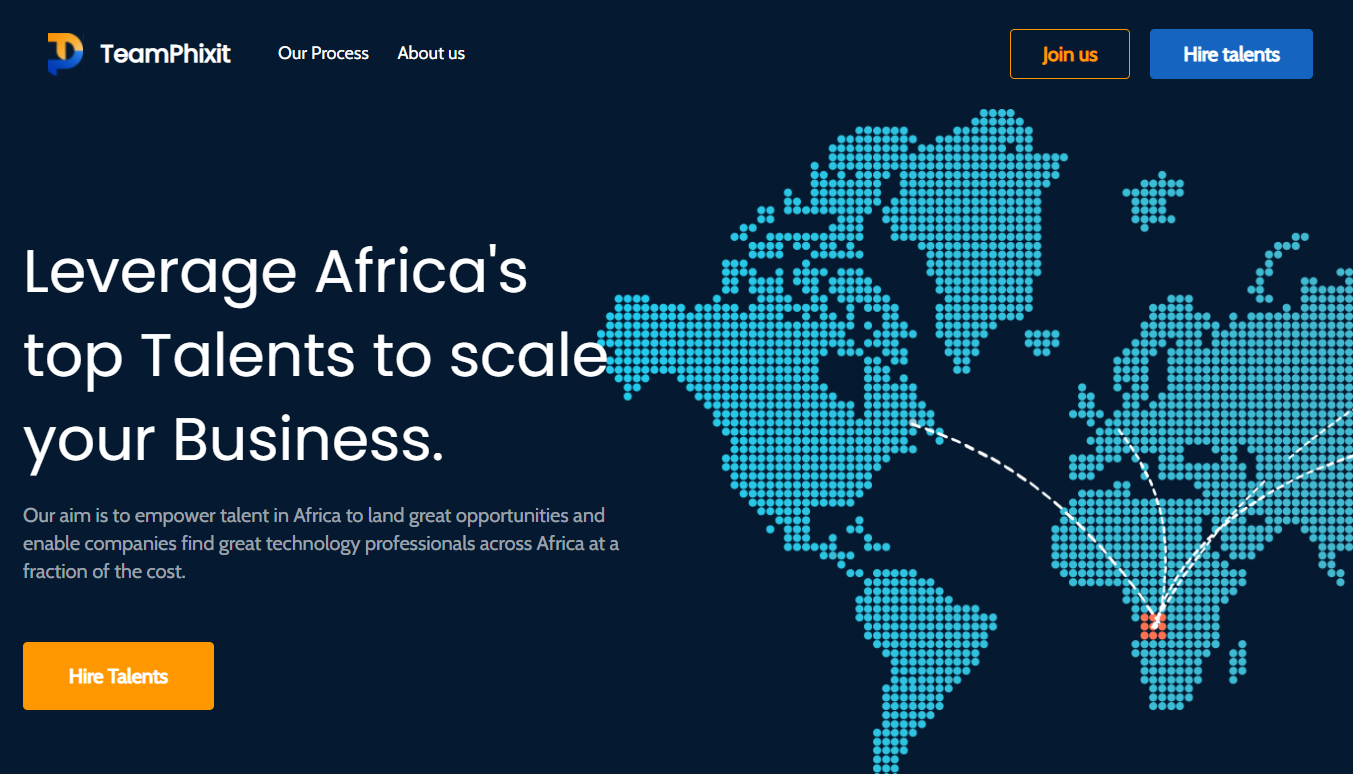 TeamPhixit
Our Process
About us
Join us
Hire talents
Leverage Africa's
top Talents to scale
your Business.
Our aim is to empower talent in Africa to land great opportunities and
enable companies find great technology professionals across Africa at a
fraction of the cost.
Hire Talents